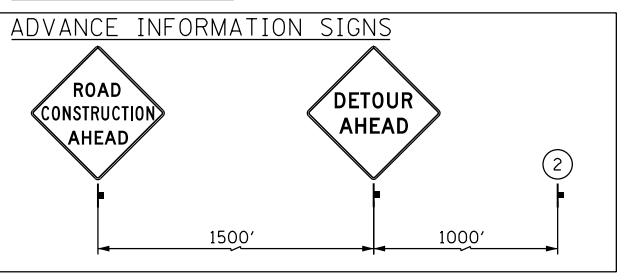 ADVANCE INFORMATION SIGNS
ROAD
CONSTRUCTION
AHEAD
DETOUR
AHEAD
2
1500'
1000'